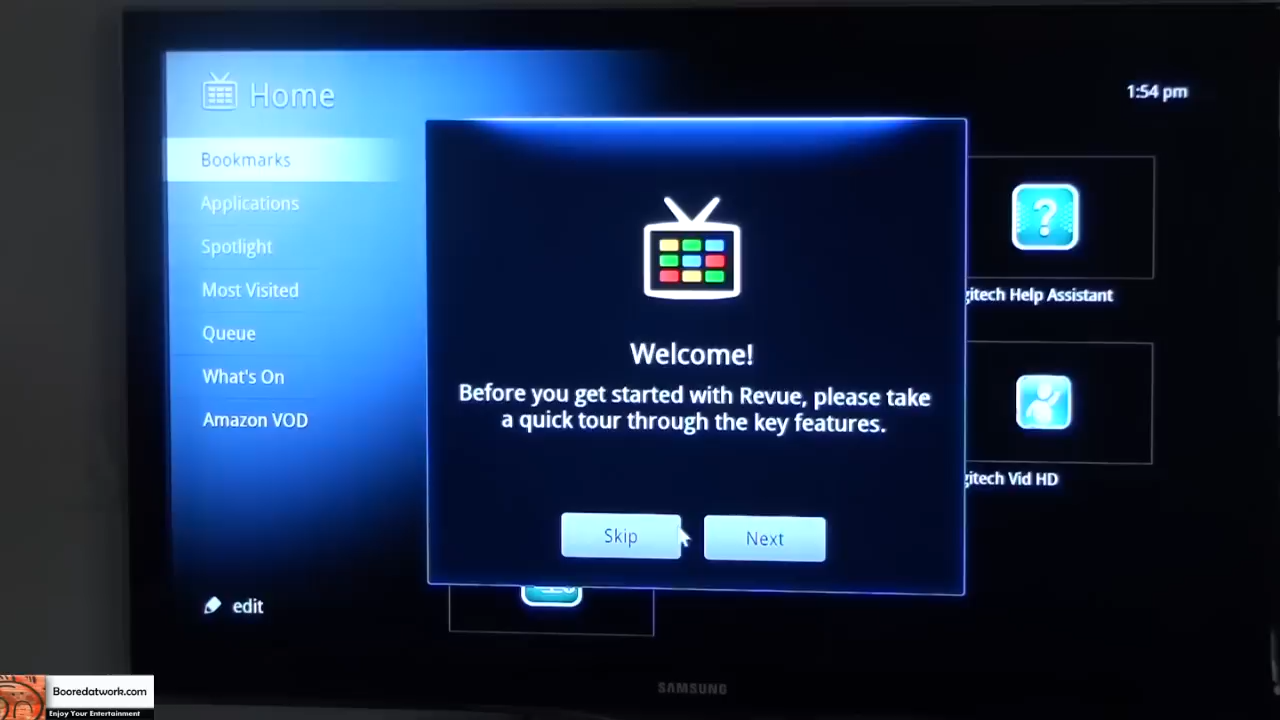 Home
1:54 pm
Bookmarks
Applications
Spotlight
Most Visited
Queue
What's On
Amazon VOD
edit
Welcome!
Before you get started with Revue, please take
a quick tour through the key features.
Skip
Next
gitech Help Assistant
gitech Vid HD
SAMSUNG
Booredatwork.com
Enjoy Your Entertainment